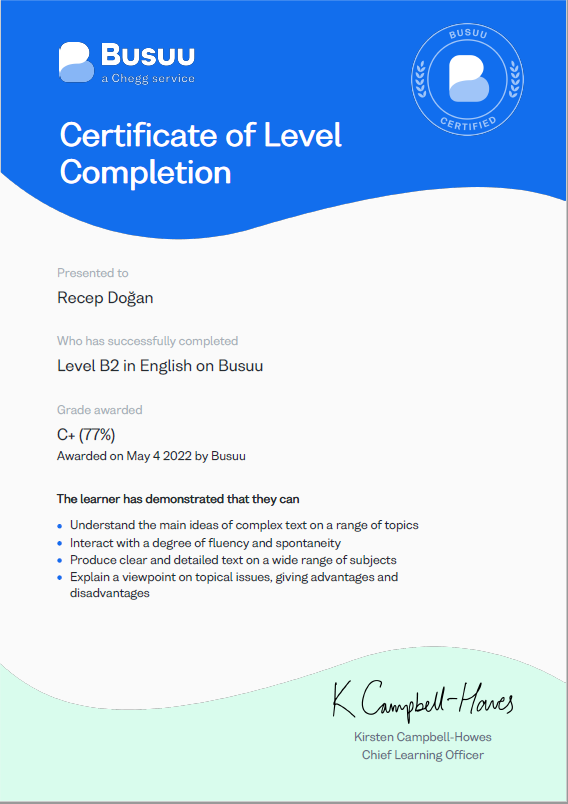 Busuu
a Chegg service
BUSUU
CERTIFIED
Certificate of Level
Completion
Presented to
Recep Doğan
Who has successfully completed
Level B2 in English on Busuu
Grade awarded
C+ (77%)
Awarded on May 4 2022 by Busuu
The learner has demonstrated that they can
• Understand the main ideas of complex text on a range of topics
• Interact with a degree of fluency and spontaneity
• Produce clear and detailed text on a wide range of subjects
• Explain a viewpoint on topical issues, giving advantages and
disadvantages
K Campbell-Howes
Kirsten Campbell-Howes
Chief Learning Officer